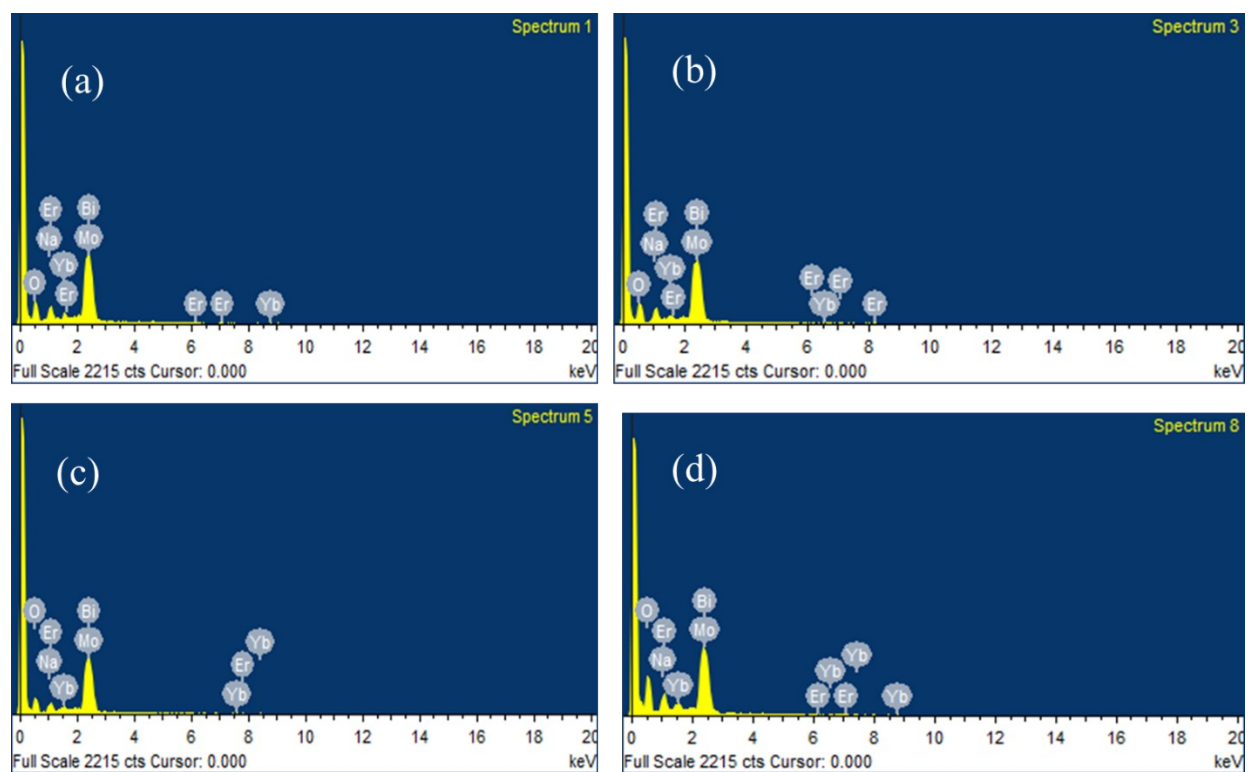 Spectrum 1
(a)
Er
Bi
Na
Mo
Yb
O
Er
Er
Er
Yb
0 2 4 6 8 10 12 14 16 18 20
Full Scale 2215 cts Cursor: 0.000
keV
Spectrum 3
(b)
Er
Bi
Na
Mo
Yb
O
Er
Er
Yb
Er
Er
0 2 4 6 8 10 12 14 16 18 20
Full Scale 2215 cts Cursor: 0.000
keV
Spectrum 5
(c)
O
Bi
Er
Mo
Na
Yb
Yb
Er
Yb
0 2 4 6 8 10 12 14 16 18 20
Full Scale 2215 cts Cursor: 0.000
keV
Spectrum 8
(d)
Bi
O
Er
Mo
Na
Yb
Yb
Yb
Er
Er
Yb
0 2 4 6 8 10 12 14 16 18 20
Full Scale 2215 cts Cursor: 0.000
keV